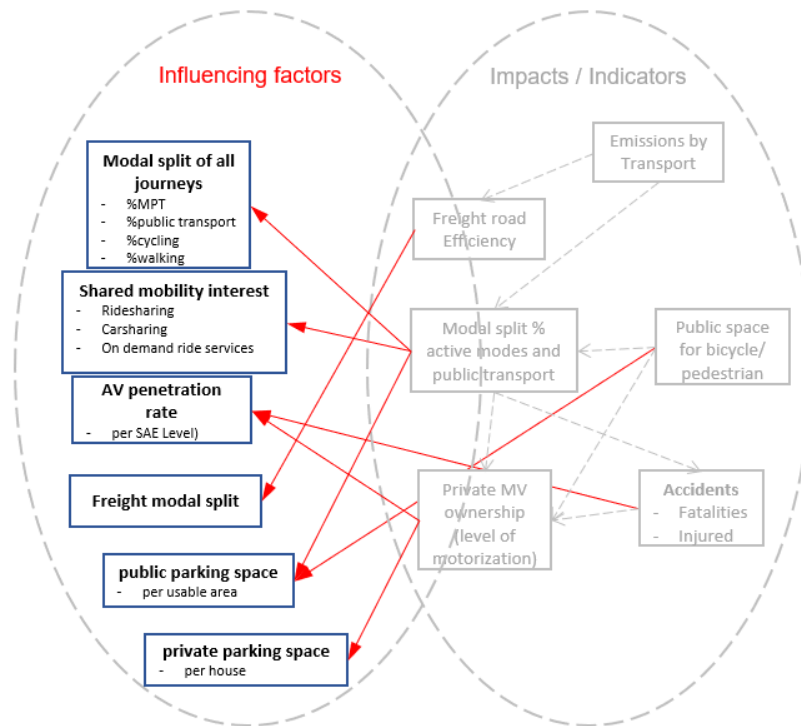 Influencing factors
Impacts / Indicators
Modal split of all
journeys
- %MPT
- %public transport
- %cycling
- %walking
Shared mobility interest
- Ridesharing
- Carsharing
- On demand ride services
AV penetration
rate
- per SAE Level)
Freight modal split
public parking space
- per usable area
private parking space
- per house
Emissions by
Transport
Freight road
Efficiency
Modal split %
active modes and
public transport
Public space
for bicycle/
pedestrian
Private MV
ownership
(level of
motorization)
Accidents
- Fatalities
- Injured